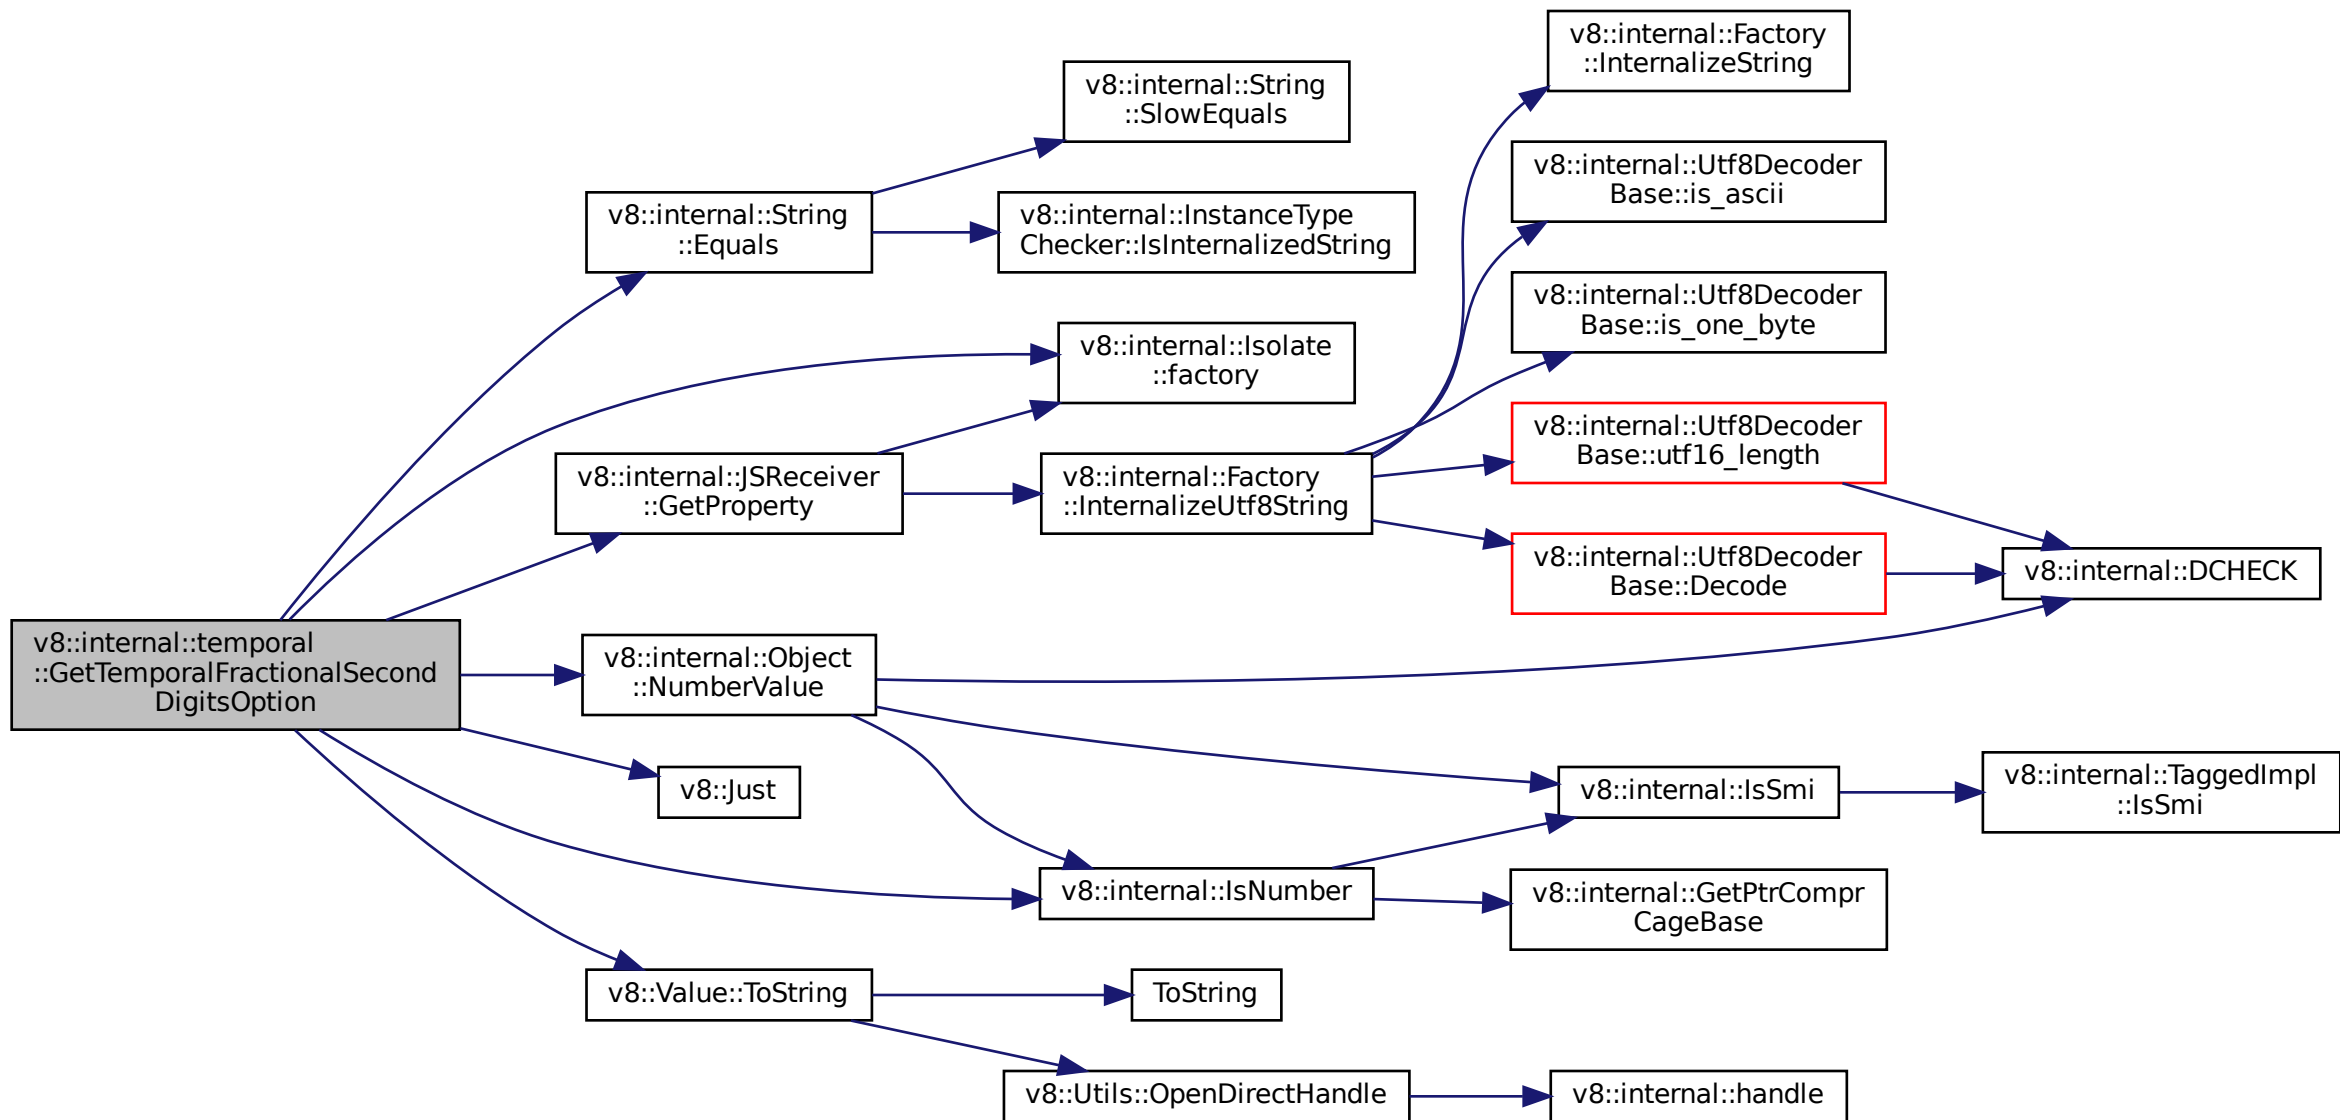 v8::internal::temporal
::GetTemporalFractionalSecond
DigitsOption
v8::internal::String
::Equals
v8::internal::String
::SlowEquals
v8::internal::InstanceType
Checker::IsInternalizedString
v8::internal::Isolate
::factory
v8::internal::JSReceiver
::GetProperty
v8::internal::Factory
::InternalizeUtf8String
v8::internal::Factory
::InternalizeString
v8::internal::Utf8Decoder
Base::is_ascii
v8::internal::Utf8Decoder
Base::is_one_byte
v8::internal::Utf8Decoder
Base::utf16_length
v8::internal::Utf8Decoder
Base::Decode
v8::internal::DCHECK
v8::internal::Object
::NumberValue
v8::Just
v8::internal::IsSmi
v8::internal::TaggedImpl
::IsSmi
v8::internal::IsNumber
v8::internal::GetPtrCompr
CageBase
v8::Value::ToString
ToString
v8::Utils::OpenDirectHandle
v8::internal::handle